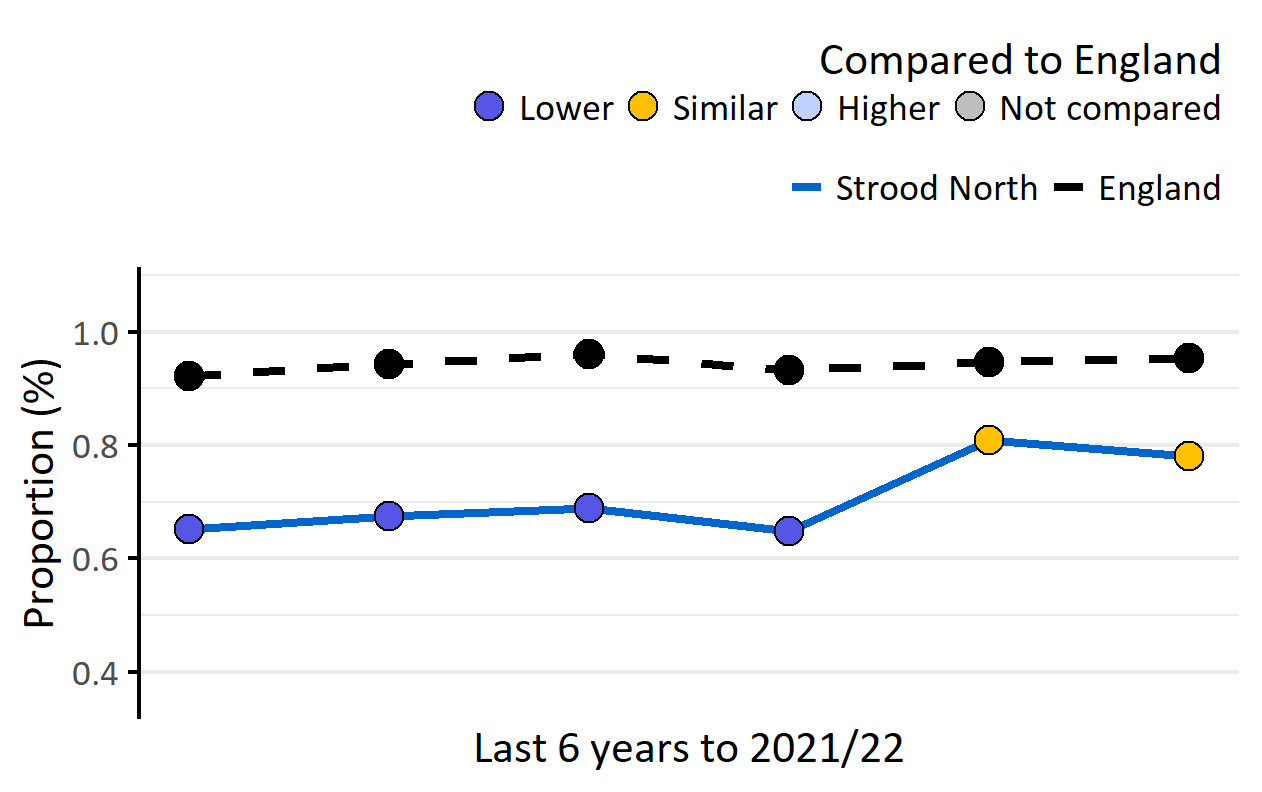 Compared to England
Lower Similar Higher Not compared
Strood North England
1.0
0.8
0.6
0.4
Proportion (%)
Last 6 years to 2021/22